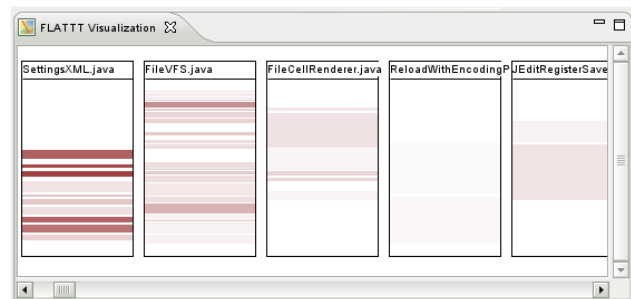 FLATTT Visualization
SettingsXML.java
FileVFS.java
FileCellRenderer.java
ReloadWithEncodingP
JEditRegisterSave